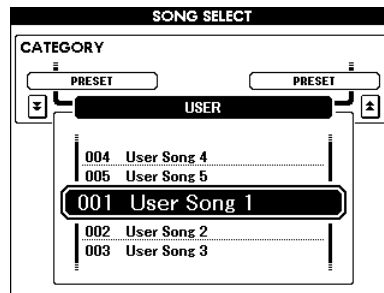 SONG SELECT
CATEGORY
PRESET PRESET
USER
004 User Song 4
005 User Song 5
001 User Song 1
002 User Song 2
003 User Song 3